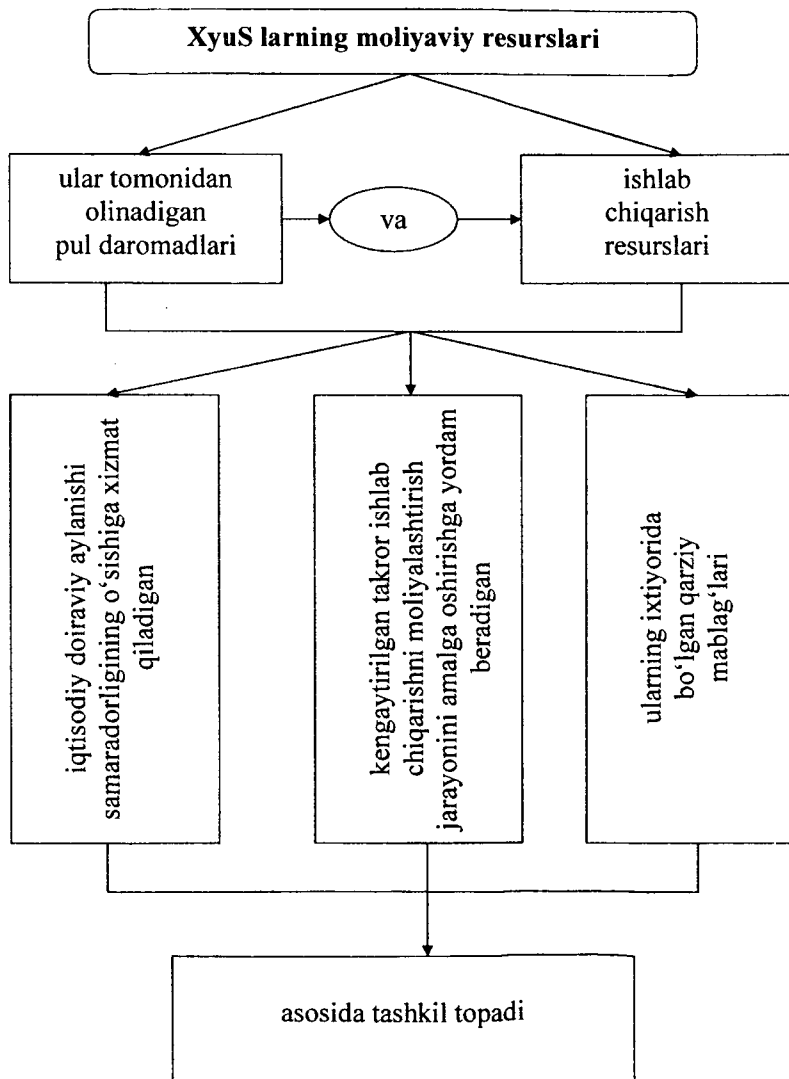 XyuS larning moliyaviy resurslari
ular tomonidan
olinadigan
pul daromadlari
va
ishlab
chiqarish
resurslari
iqtisodiy doiraviy aylanishi
samaradorligining o‘sishiga xizmat
qiladigan
kengaytirilgan takror ishlab
chiqarishni moliyalashtirish
jarayonini amalga oshirishga yordam
beradigan
ularning ixtiyorida
bo‘lgan qarziy
mablag‘lari
asosida tashkil topadi